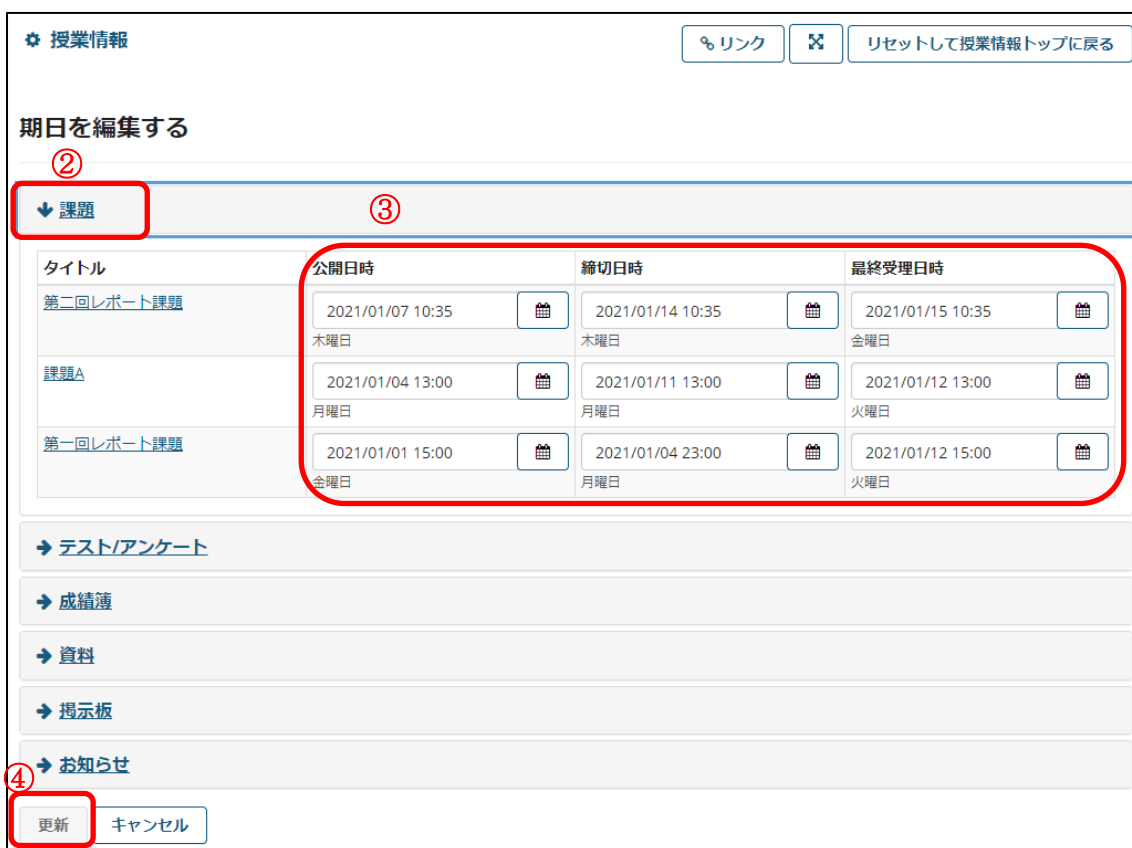 授業情報 リンク リセットして授業情報トップに戻る
期日を編集する
②
課題 ③
タイトル 公開日時 締切日時 最終受理日時
第二回レポート課題 2021/01/07 10:35 2021/01/14 10:35 2021/01/15 10:35
木曜日 木曜日 金曜日
課題A 2021/01/04 13:00 2021/01/11 13:00 2021/01/12 13:00
月曜日 月曜日 火曜日
第一回レポート課題 2021/01/01 15:00 2021/01/04 23:00 2021/01/12 15:00
金曜日 月曜日 火曜日
テスト/アンケート
成績簿
資料
掲示板
お知らせ
④
更新 キャンセル